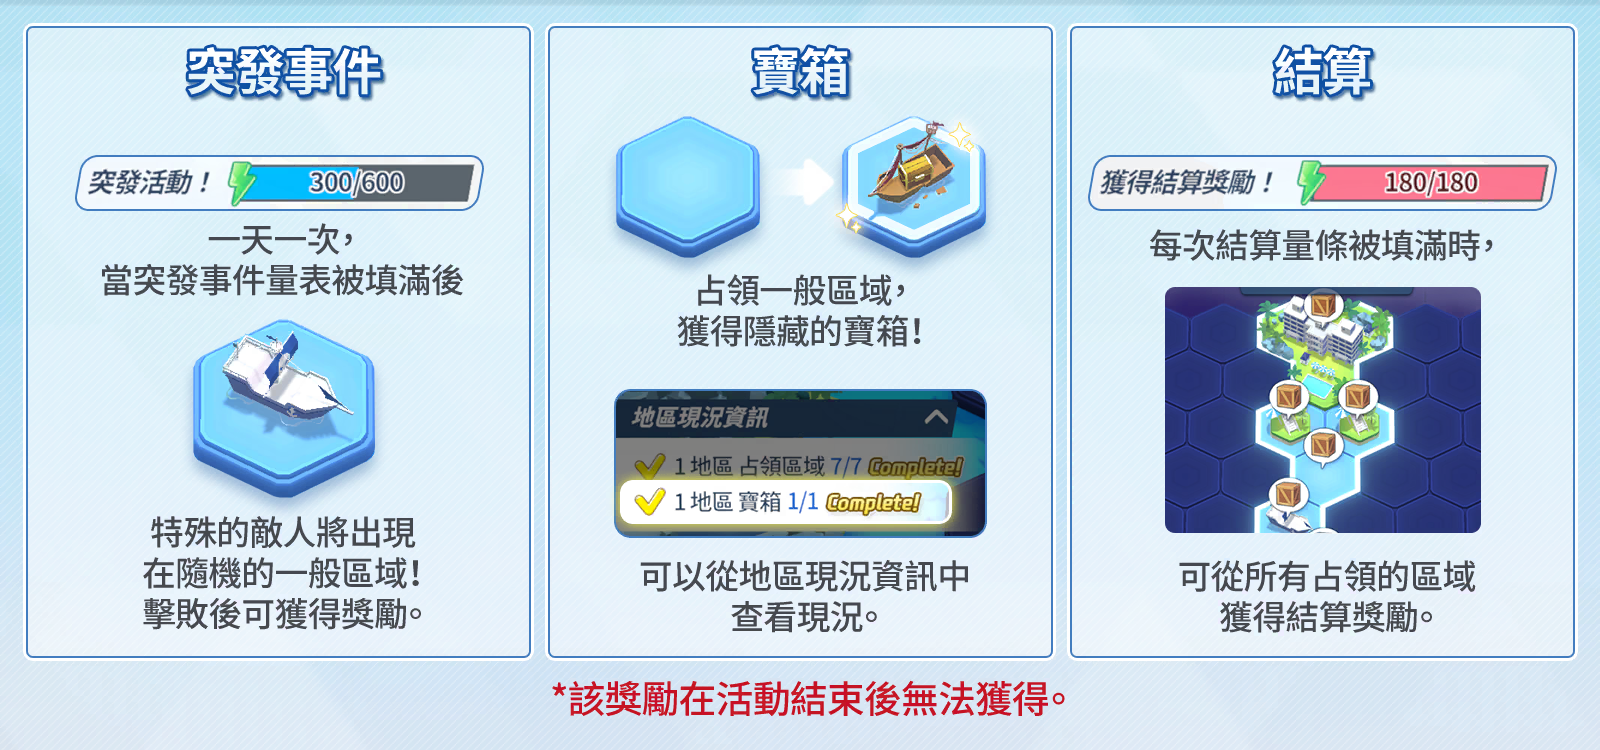 突發事件
突發活動！
300/600
一天一次，
當突發事件量表被填滿後
特殊的敵人將出現
在隨機的一般區域！
擊敗後可獲得獎勵。
寶箱
占領一般區域，
獲得隱藏的寶箱！
地區現況資訊
1地區 占領區域 7/7 Complete!
1地區 寶箱 1/1 Complete!
可以從地區現況資訊中
查看現況。
結算
獲得結算獎勵！
180/180
每次結算量條被填滿時，
可從所有占領的區域
獲得結算獎勵。
*該獎勵在活動結束後無法獲得。